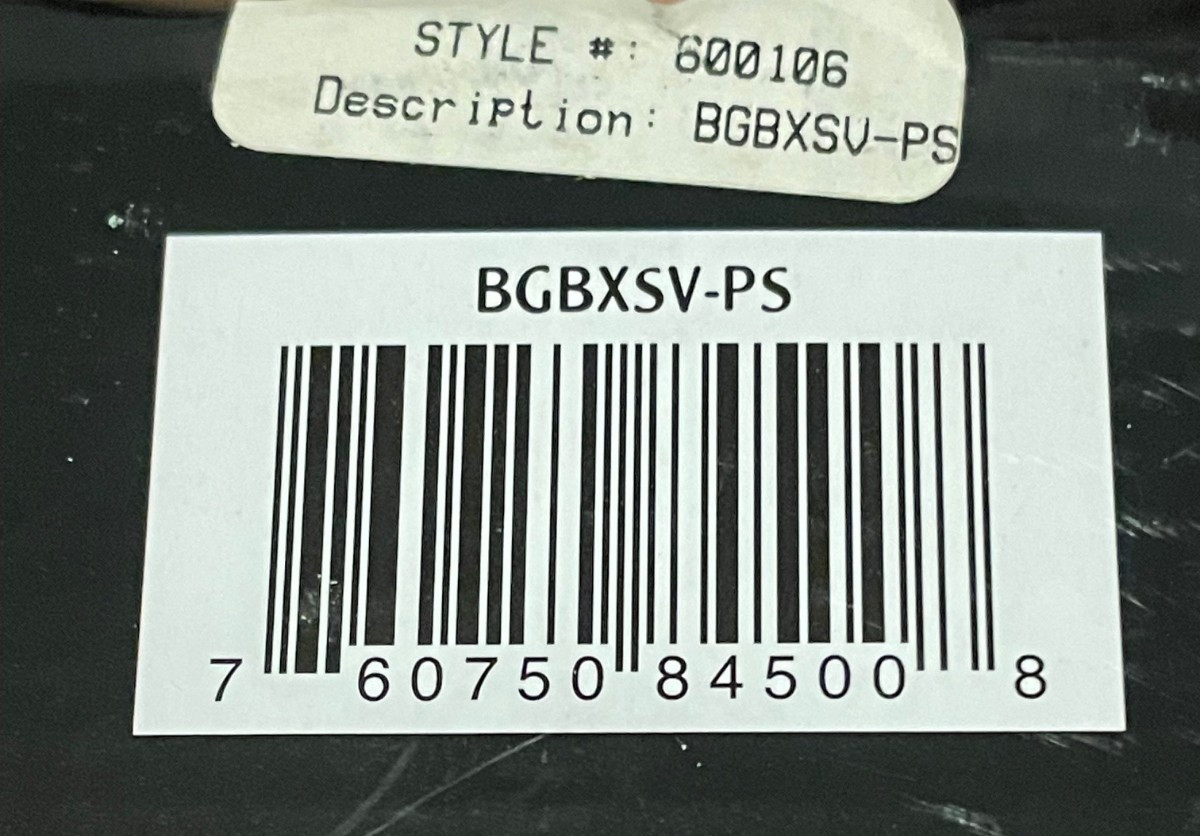 STYLE #: 600106
Description: BGBXSV-PS
BGBXSV-PS
7 60750 84500 8